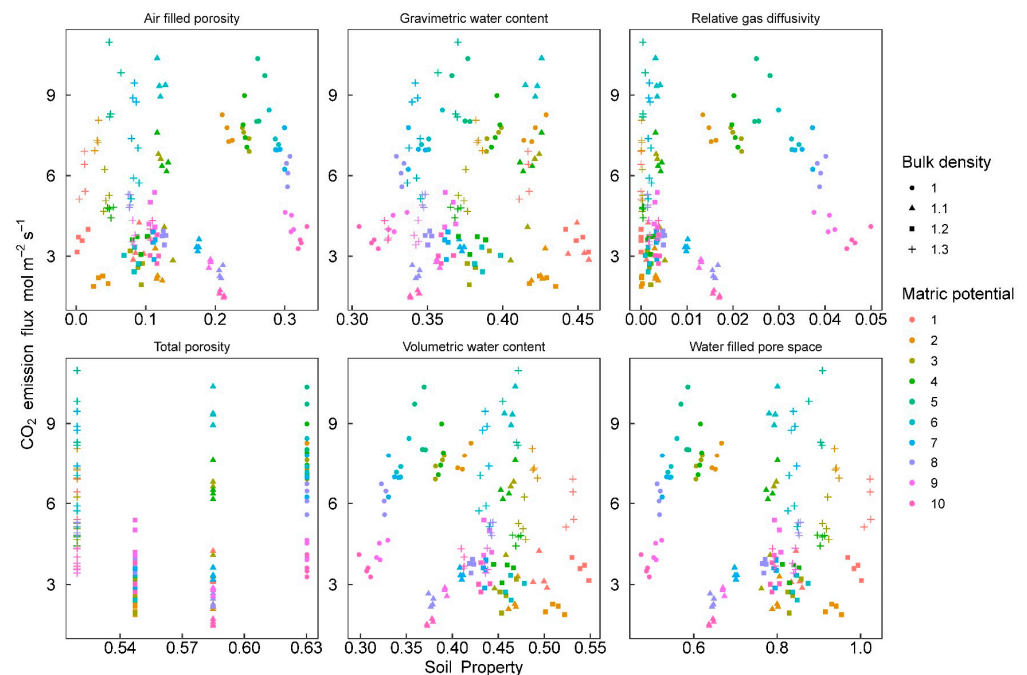 Air filled porosity
Gravimetric water content
Relative gas diffusivity
9
6
3
0.0 0.1 0.2 0.3
0.30 0.35 0.40 0.45
0.00 0.01 0.02 0.03 0.04 0.05
Total porosity
Volumetric water content
Water filled pore space
9
6
3
0.54 0.57 0.60 0.63
0.30 0.35 0.40 0.45 0.50 0.55
0.6 0.8 1.0
CO₂ emission flux mol m⁻² s⁻¹
Soil Property
Bulk density
1
1.1
1.2
1.3
Matric potential
1
2
3
4
5
6
7
8
9
10